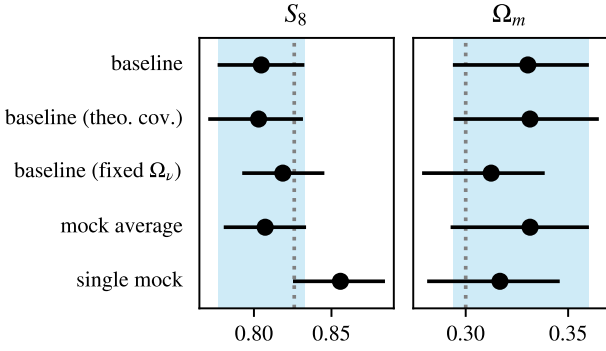 S₈ Ωₘ
baseline
baseline (theo. cov.)
baseline (fixed Ωᵥ)
mock average
single mock
0.80 0.85 0.30 0.35